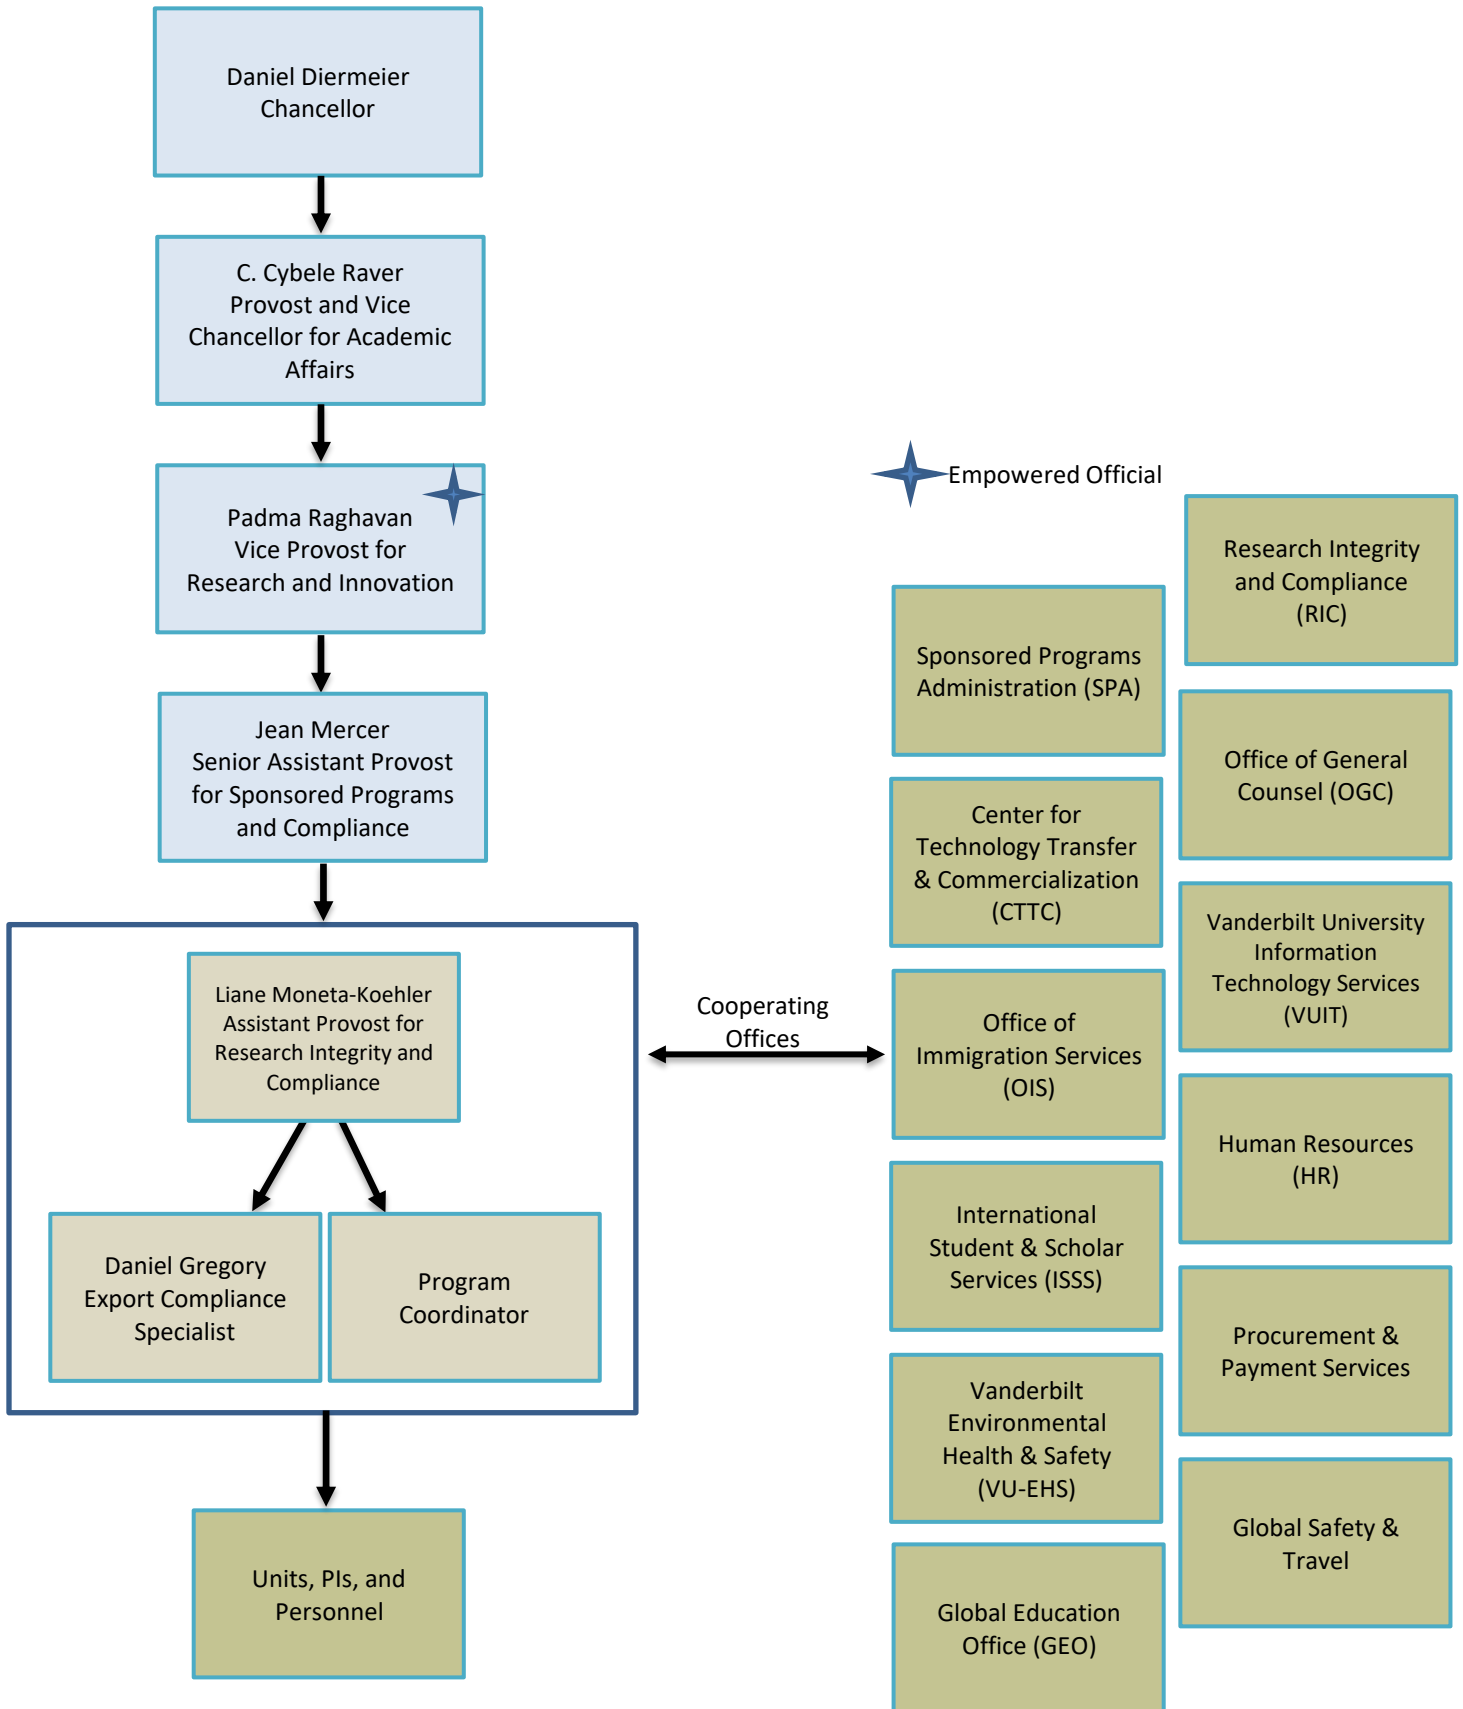 Daniel Diermeier
Chancellor
C. Cybele Raver
Provost and Vice
Chancellor for Academic
Affairs
Padma Raghavan
Vice Provost for
Research and Innovation
Jean Mercer
Senior Assistant Provost
for Sponsored Programs
and Compliance
Liane Moneta-Koehler
Assistant Provost for
Research Integrity and
Compliance
Daniel Gregory
Export Compliance
Specialist
Program
Coordinator
Units, PIs, and
Personnel
Cooperating
Offices
Empowered Official
Sponsored Programs
Administration (SPA)
Center for
Technology Transfer
& Commercialization
(CTTC)
Office of
Immigration Services
(OIS)
International
Student & Scholar
Services (ISSS)
Vanderbilt
Environmental
Health & Safety
(VU-EHS)
Global Education
Office (GEO)
Research Integrity
and Compliance
(RIC)
Office of General
Counsel (OGC)
Vanderbilt University
Information
Technology Services
(VUIT)
Human Resources
(HR)
Procurement &
Payment Services
Global Safety &
Travel